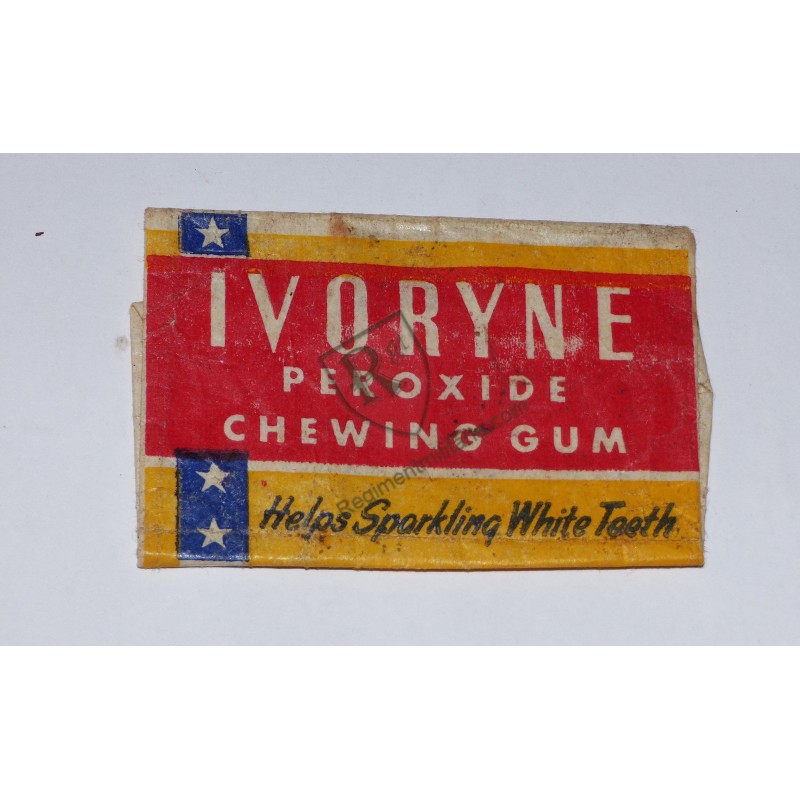 IVORYNE
PEROXIDE
CHEWING GUM
Helps Sparkling White Teeth